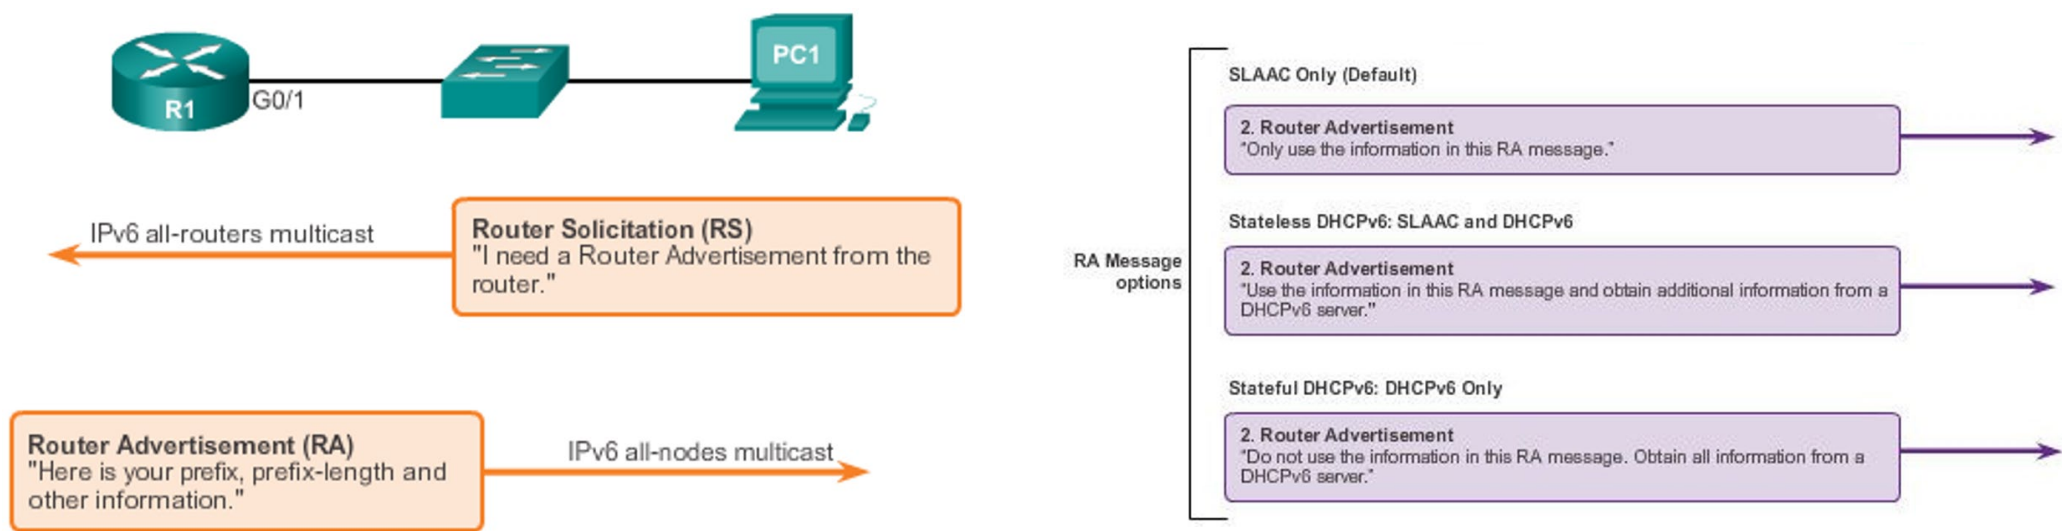 PC1
R1
G0/1
IPv6 all-routers multicast
Router Solicitation (RS)
"I need a Router Advertisement from the
router."
Router Advertisement (RA)
"Here is your prefix, prefix-length and
other information."
IPv6 all-nodes multicast
RA Message
options
SLAAC Only (Default)
2. Router Advertisement
"Only use the information in this RA message."
Stateless DHCPv6: SLAAC and DHCPv6
2. Router Advertisement
"Use the information in this RA message and obtain additional information from a
DHCPv6 server."
Stateful DHCPv6: DHCPv6 Only
2. Router Advertisement
"Do not use the information in this RA message. Obtain all information from a
DHCPv6 server."